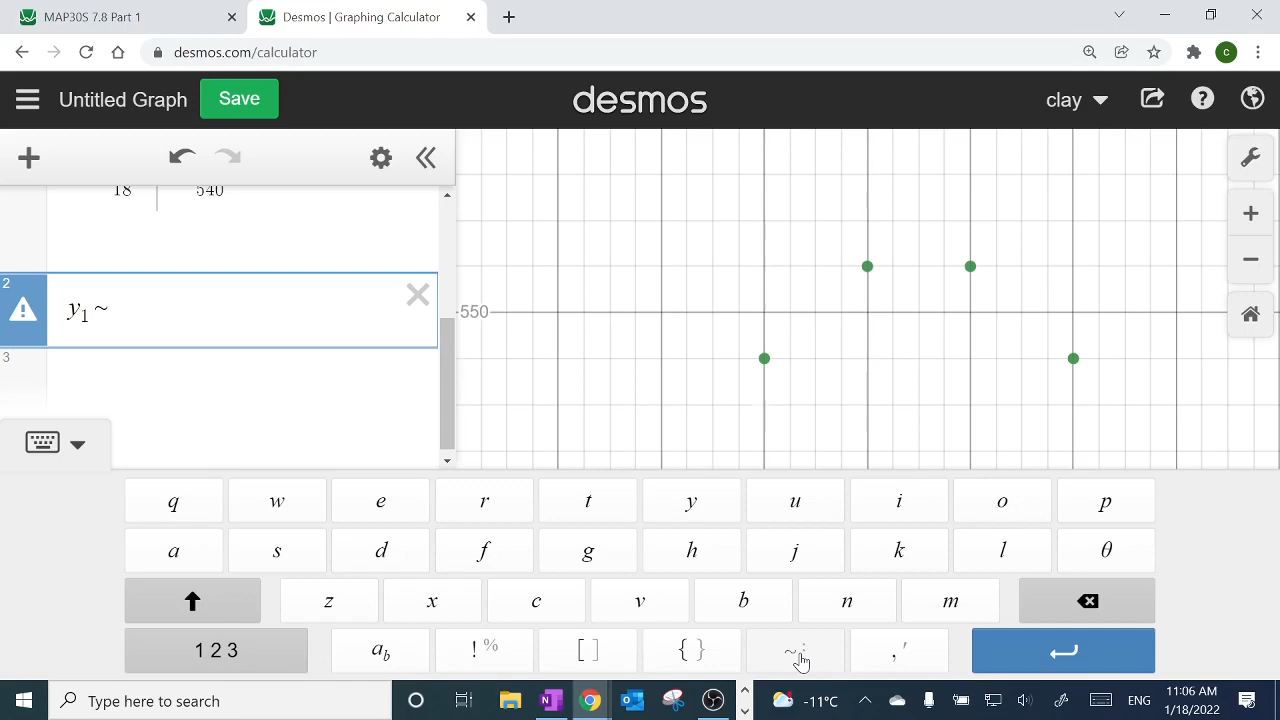 MAP30S 7.8 Part 1
Desmos | Graphing Calculator
desmos.com/calculator
c
Untitled Graph
Save
desmos
clay
18 540
2
y₁ ~
3
-550
q w e r t y u i o p
a s d f g h j k l θ
z x c v b n m
1 2 3 a_b ! % [ ] { } ~ : , '
Type here to search
-11°C
ENG
11:06 AM
1/18/2022